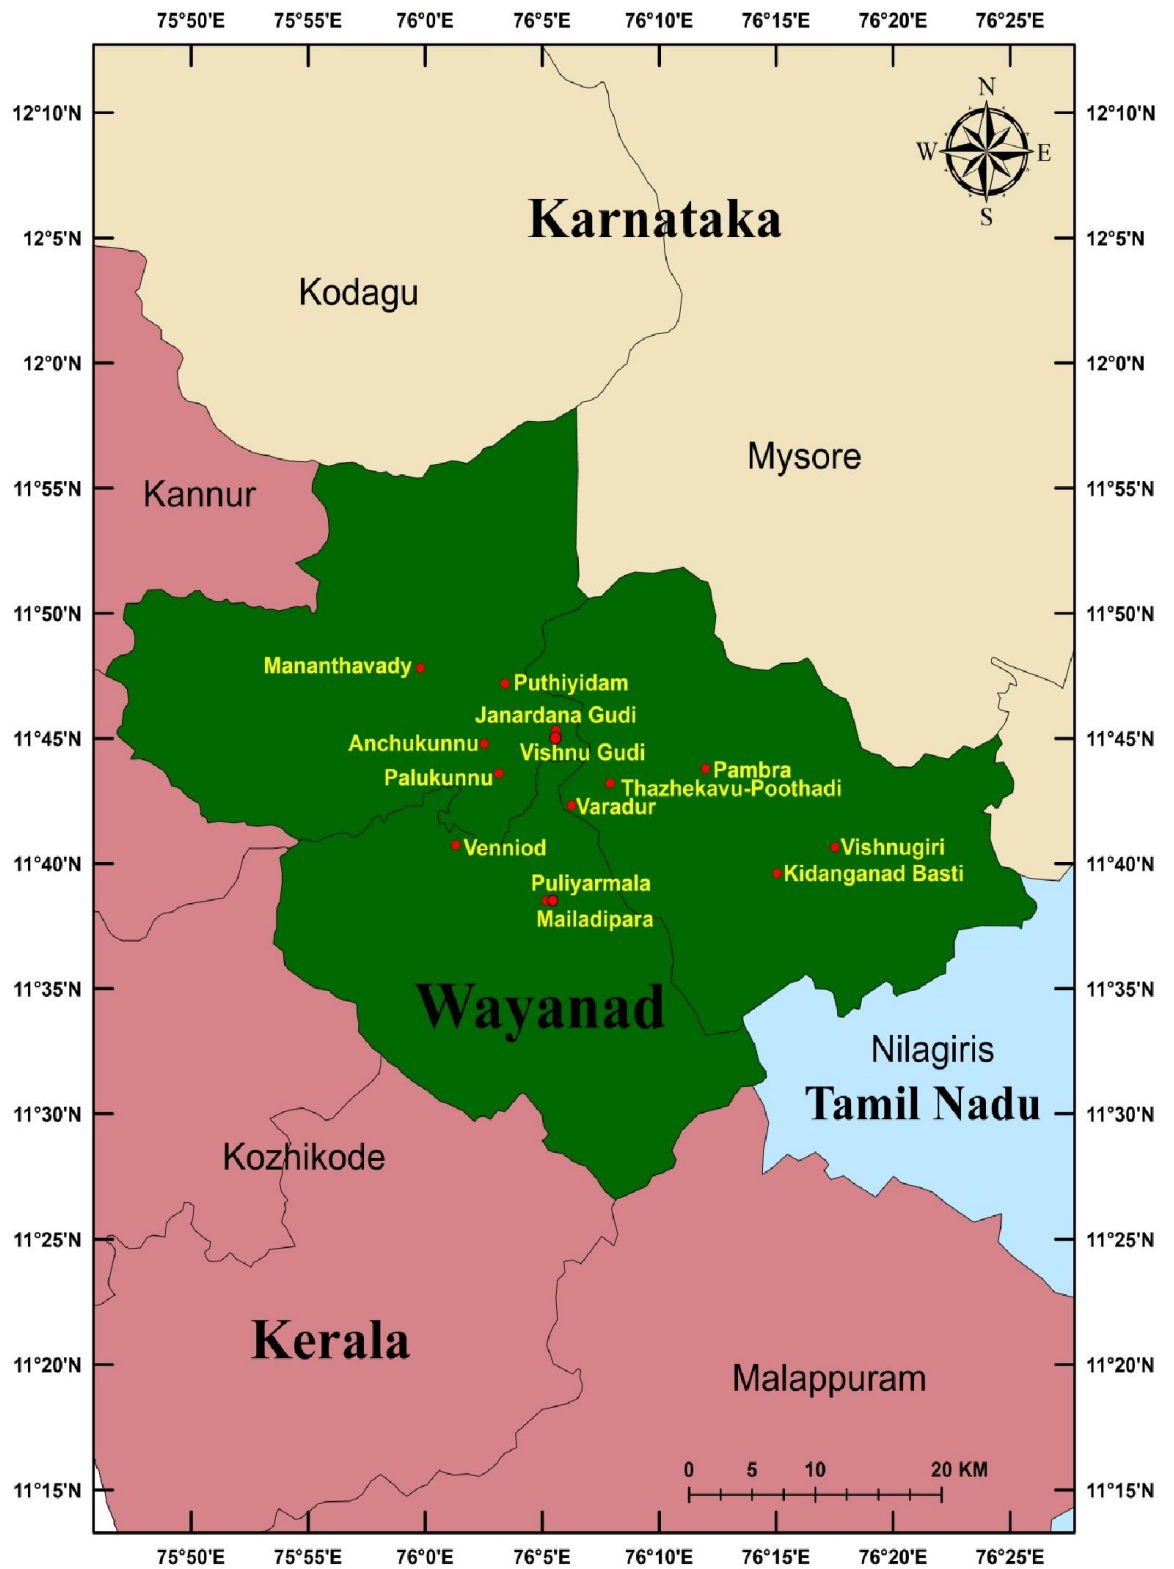 75°50'E 75°55'E 76°0'E 76°5'E 76°10'E 76°15'E 76°20'E 76°25'E
N
W E
S
12°10'N 12°10'N
Karnataka
12°5'N 12°5'N
Kodagu
12°0'N 12°0'N
Mysore
Kannur
11°55'N 11°55'N
11°50'N 11°50'N
Mananthavady
Puthiyidam
Janardana Gudi
11°45'N 11°45'N
Anchukunnu
Vishnu Gudi
Palukunnu
Pambra
Thazhekavu-Poothadi
Varadur
Venniod
Vishnugiri
11°40'N 11°40'N
Kidanganad Basti
Puliyarmala
Mailadipara
11°35'N 11°35'N
Wayanad
Nilagiris
Tamil Nadu
11°30'N 11°30'N
Kozhikode
11°25'N 11°25'N
Kerala
11°20'N 11°20'N
Malappuram
0 5 10 20 KM
11°15'N 11°15'N
75°50'E 75°55'E 76°0'E 76°5'E 76°10'E 76°15'E 76°20'E 76°25'E